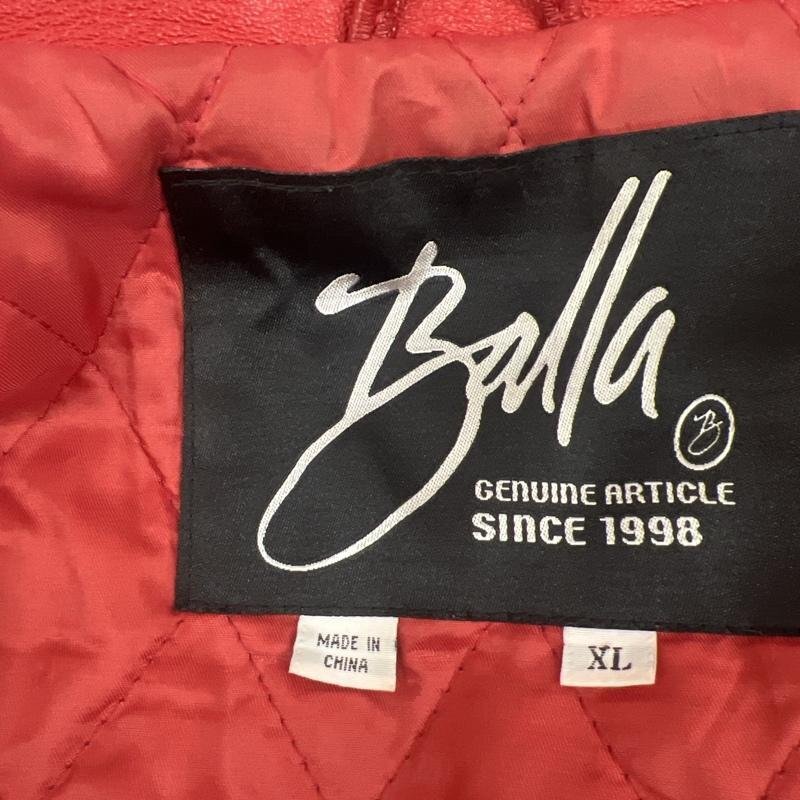 Balla
B
GENUINE ARTICLE
SINCE 1998
MADE IN
CHINA
XL